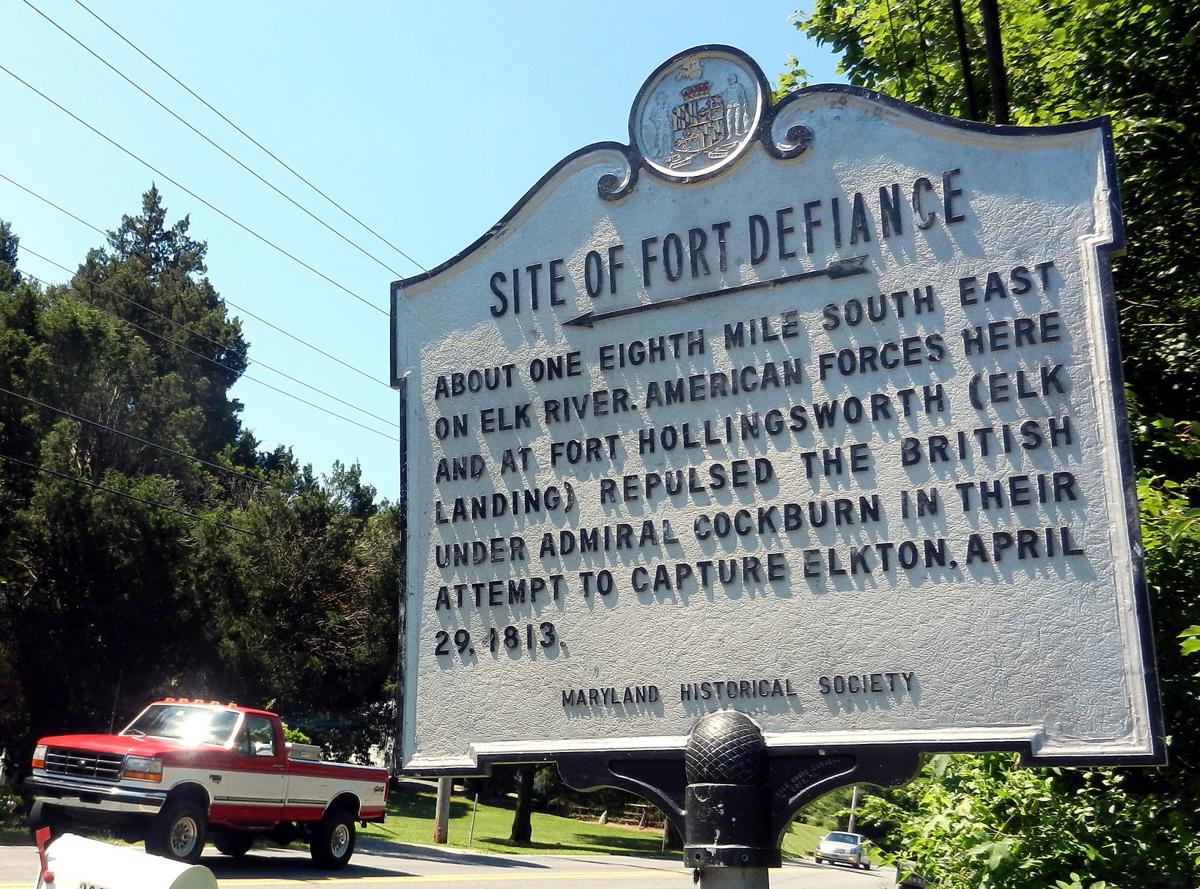 SITE OF FORT DEFIANCE
ABOUT ONE EIGHTH MILE SOUTH EAST
ON ELK RIVER. AMERICAN FORCES HERE
AND AT FORT HOLLINGSWORTH (ELK
LANDING) REPULSED THE BRITISH
UNDER ADMIRAL COCKBURN IN THEIR
ATTEMPT TO CAPTURE ELKTON, APRIL
29, 1813.
MARYLAND HISTORICAL SOCIETY